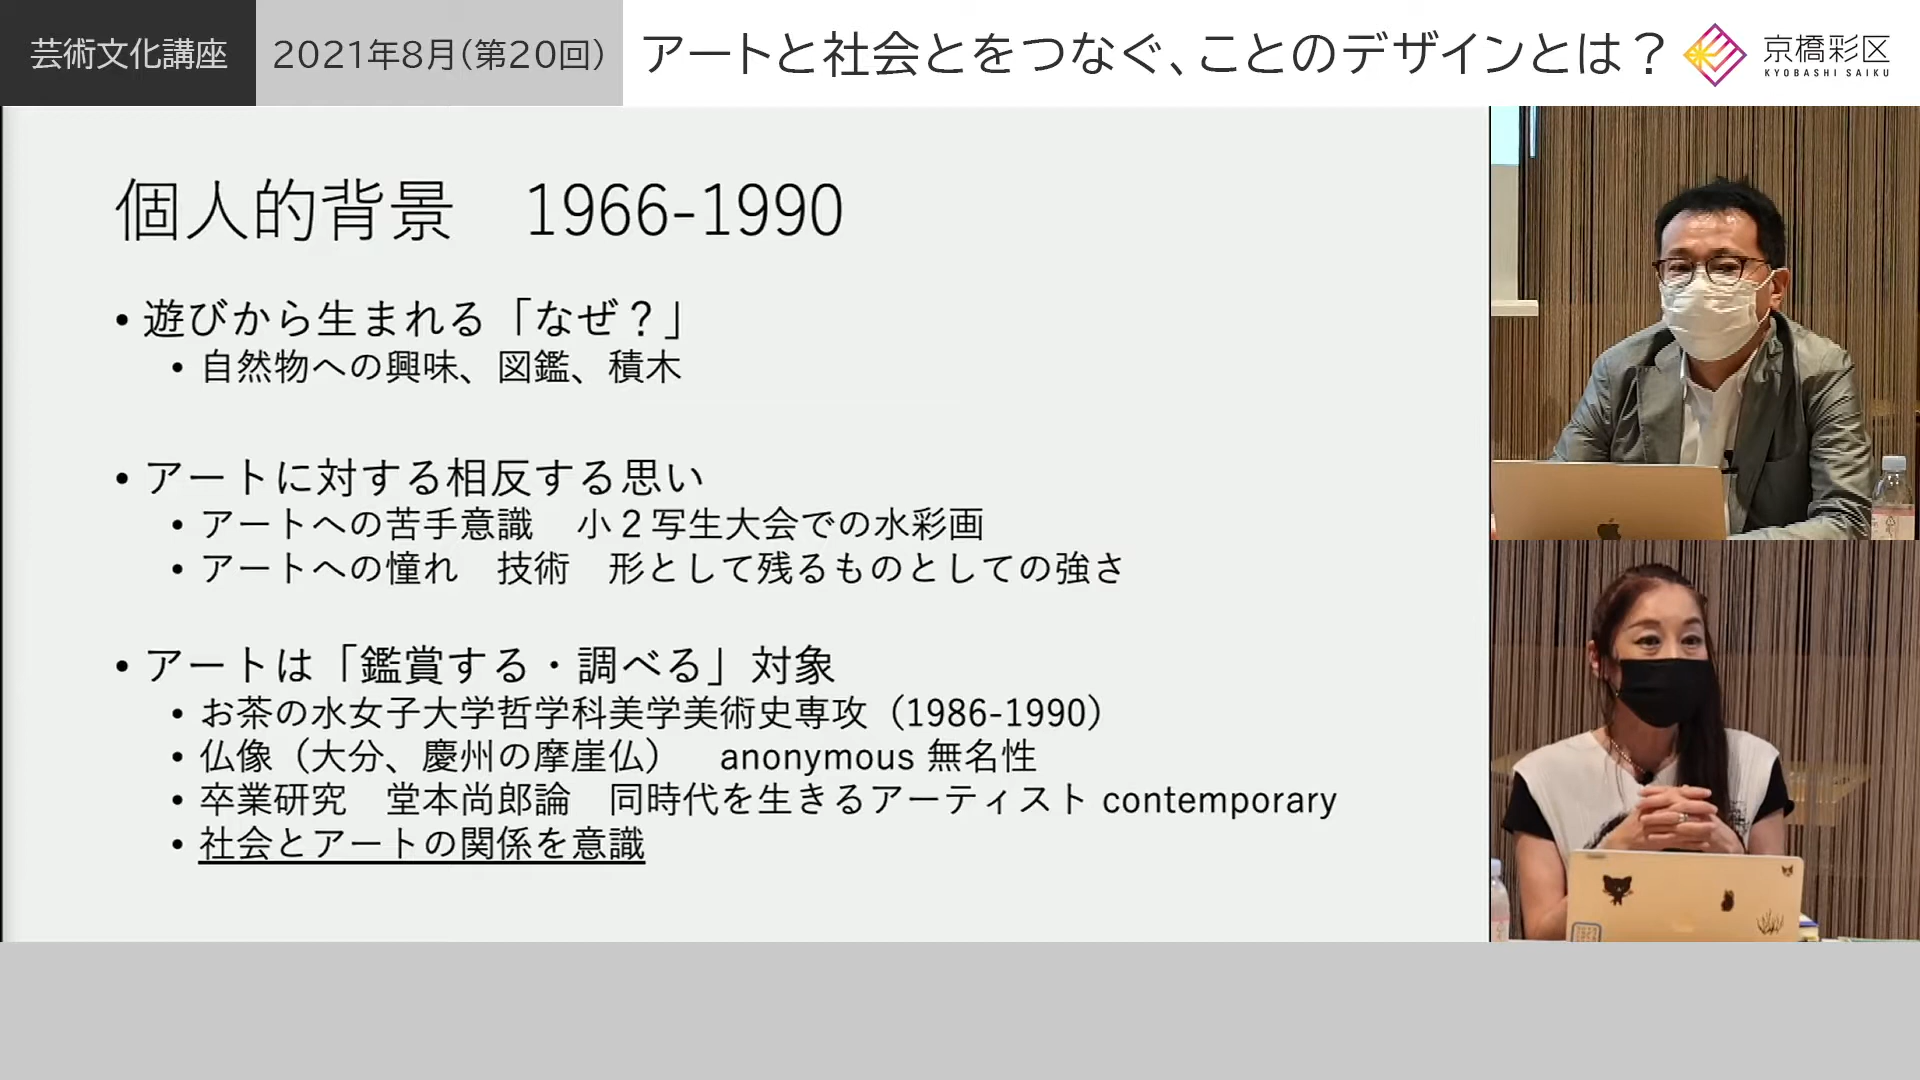 芸術文化講座
2021年8月(第20回)
アートと社会とをつなぐ、ことのデザインとは？
京橋彩区
KYOBASHI SAIKU
個人的背景　1966-1990
• 遊びから生まれる「なぜ？」
• 自然物への興味、図鑑、積木
• アートに対する相反する思い
• アートへの苦手意識　小２写生大会での水彩画
• アートへの憧れ　技術　形として残るものとしての強さ
• アートは「鑑賞する・調べる」対象
• お茶の水女子大学哲学科美学美術史専攻（1986-1990）
• 仏像（大分、慶州の摩崖仏）　anonymous 無名性
• 卒業研究　堂本尚郎論　同時代を生きるアーティスト contemporary
• 社会とアートの関係を意識